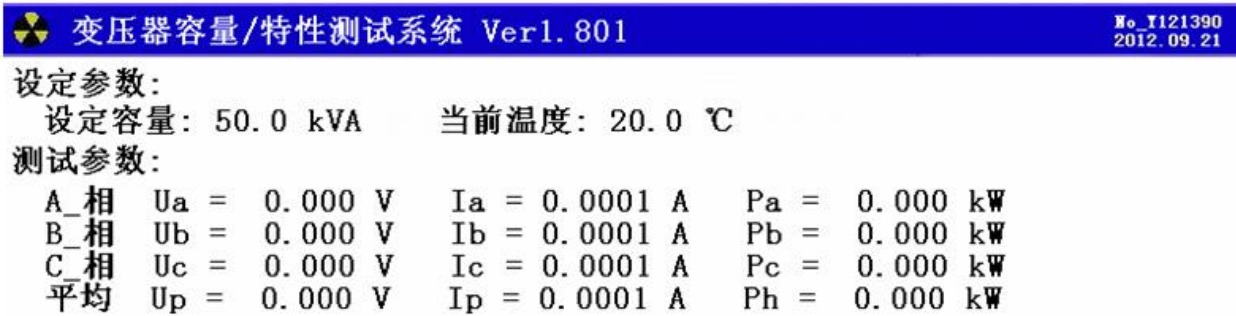 变压器容量/特性测试系统 Ver1.801
No_Y121390
2012.09.21
设定参数:
设定容量: 50.0 kVA 当前温度: 20.0 ℃
测试参数:
A_相 Ua = 0.000 V Ia = 0.0001 A Pa = 0.000 kW
B_相 Ub = 0.000 V Ib = 0.0001 A Pb = 0.000 kW
C_相 Uc = 0.000 V Ic = 0.0001 A Pc = 0.000 kW
平均 Up = 0.000 V Ip = 0.0001 A Ph = 0.000 kW